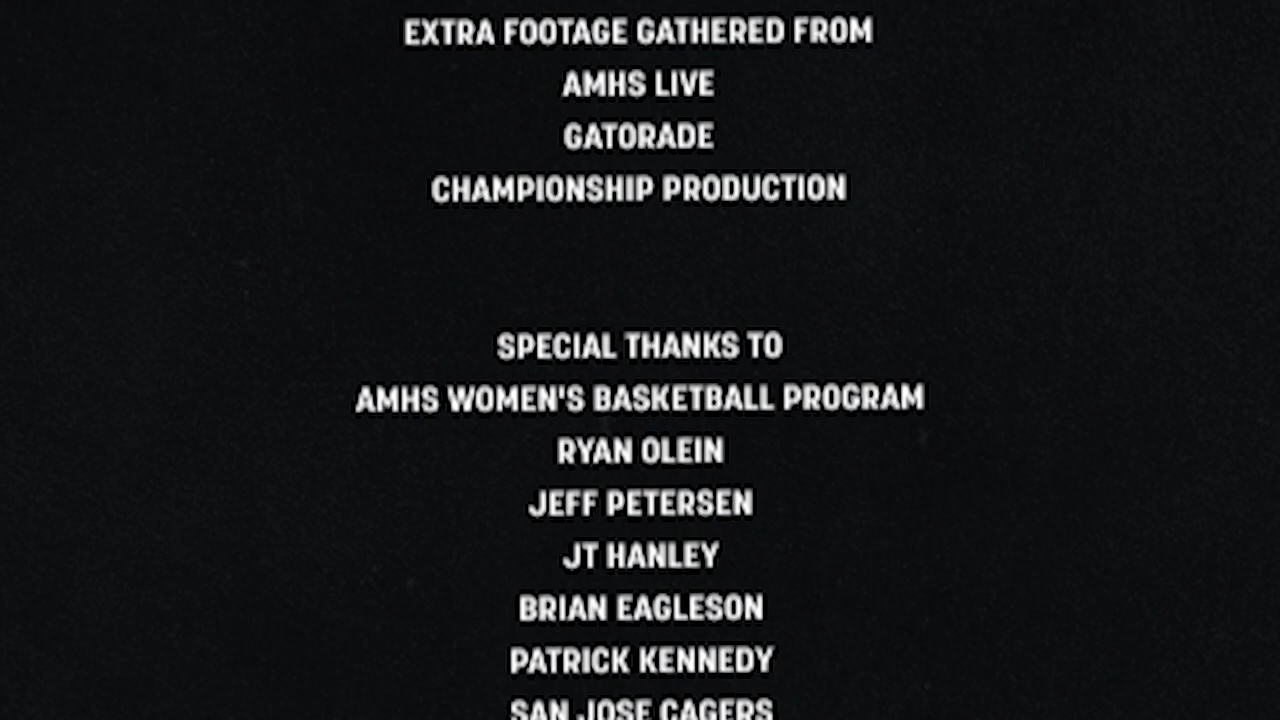 EXTRA FOOTAGE GATHERED FROM
AMHS LIVE
GATORADE
CHAMPIONSHIP PRODUCTION
SPECIAL THANKS TO
AMHS WOMEN'S BASKETBALL PROGRAM
RYAN OLEIN
JEFF PETERSEN
JT HANLEY
BRIAN EAGLESON
PATRICK KENNEDY
SAN JOSE CAGERS